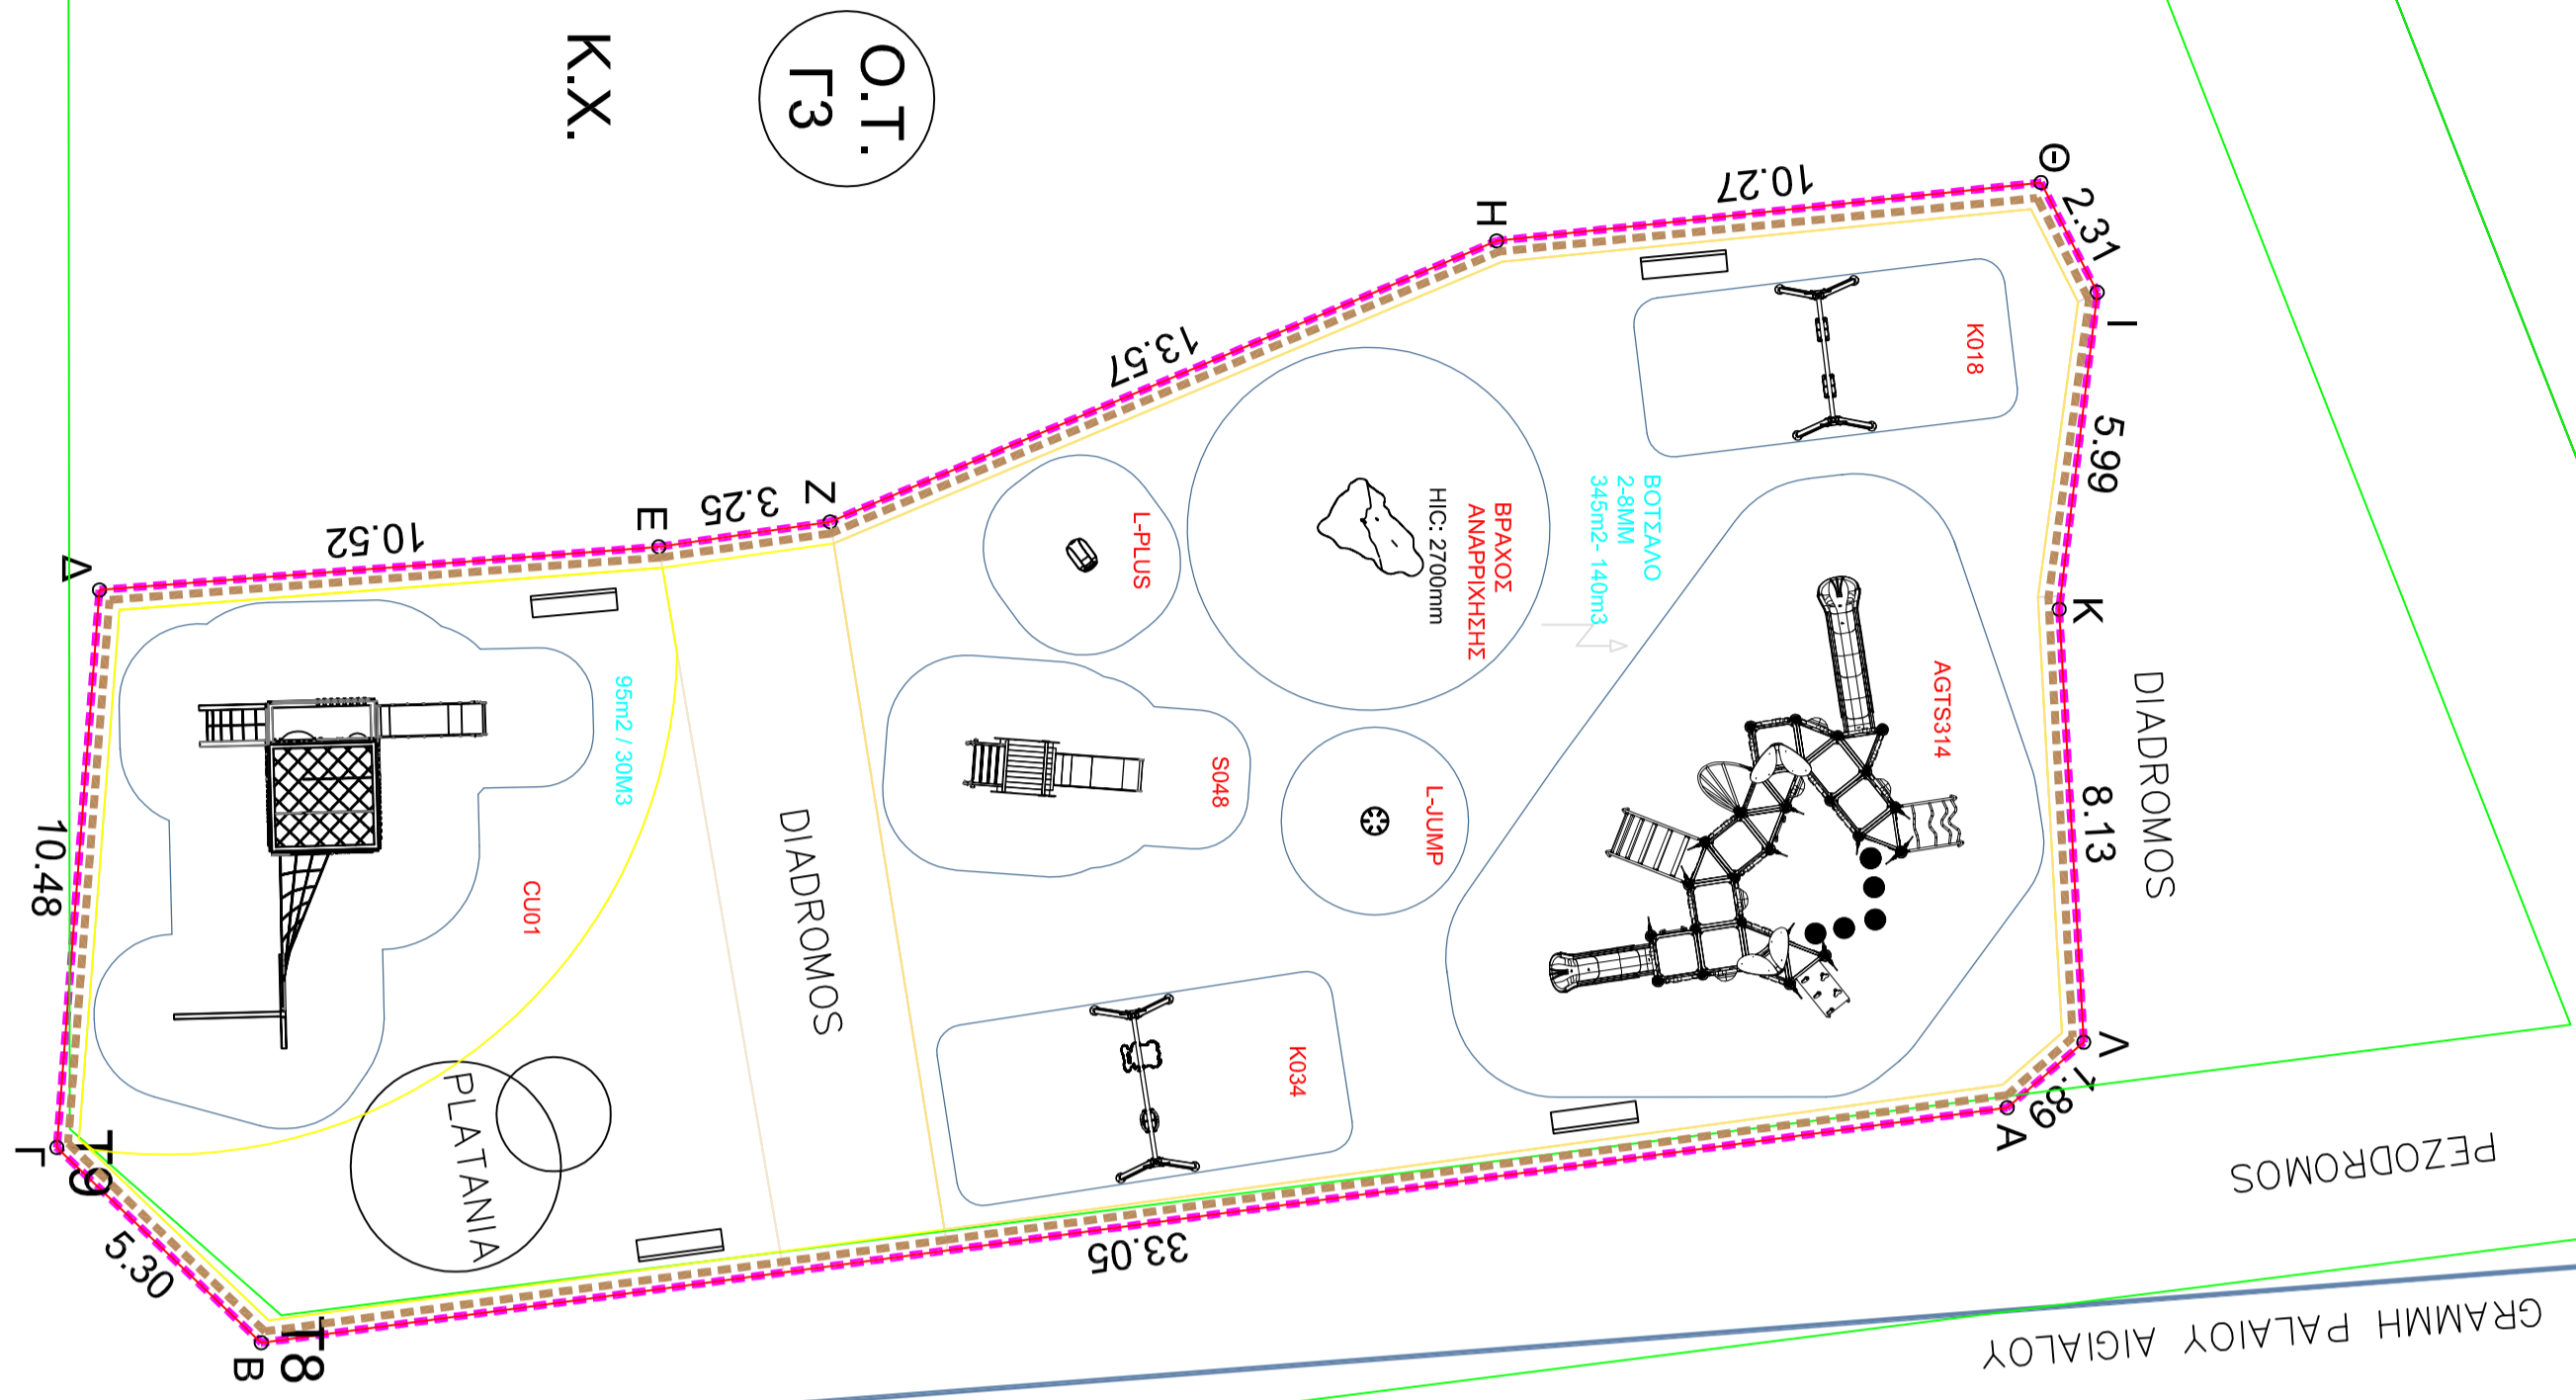 Ο.Τ.
Γ3
Κ.Χ.
Θ
2.31
10.27
H
I
K018
5.99
13.57
ΒΟΤΣΑΛΟ
2-8MM
345m2- 140m3
ΒΡΑΧΟΣ
ΑΝΑΡΡΙΧΗΣΗΣ
HIC: 2700mm
L-PLUS
Z
3.25
E
10.52
Δ
K
DIADROMOS
AGTS314
8.13
S048
L-JUMP
95m2 / 30M3
DIADROMOS
CU01
10.48
Λ
1.89
A
K034
PLATANIA
PEZODROMOS
Γ
T9
5.30
33.05
T8
B
GRAMMH PALAIOY AIGIALOY